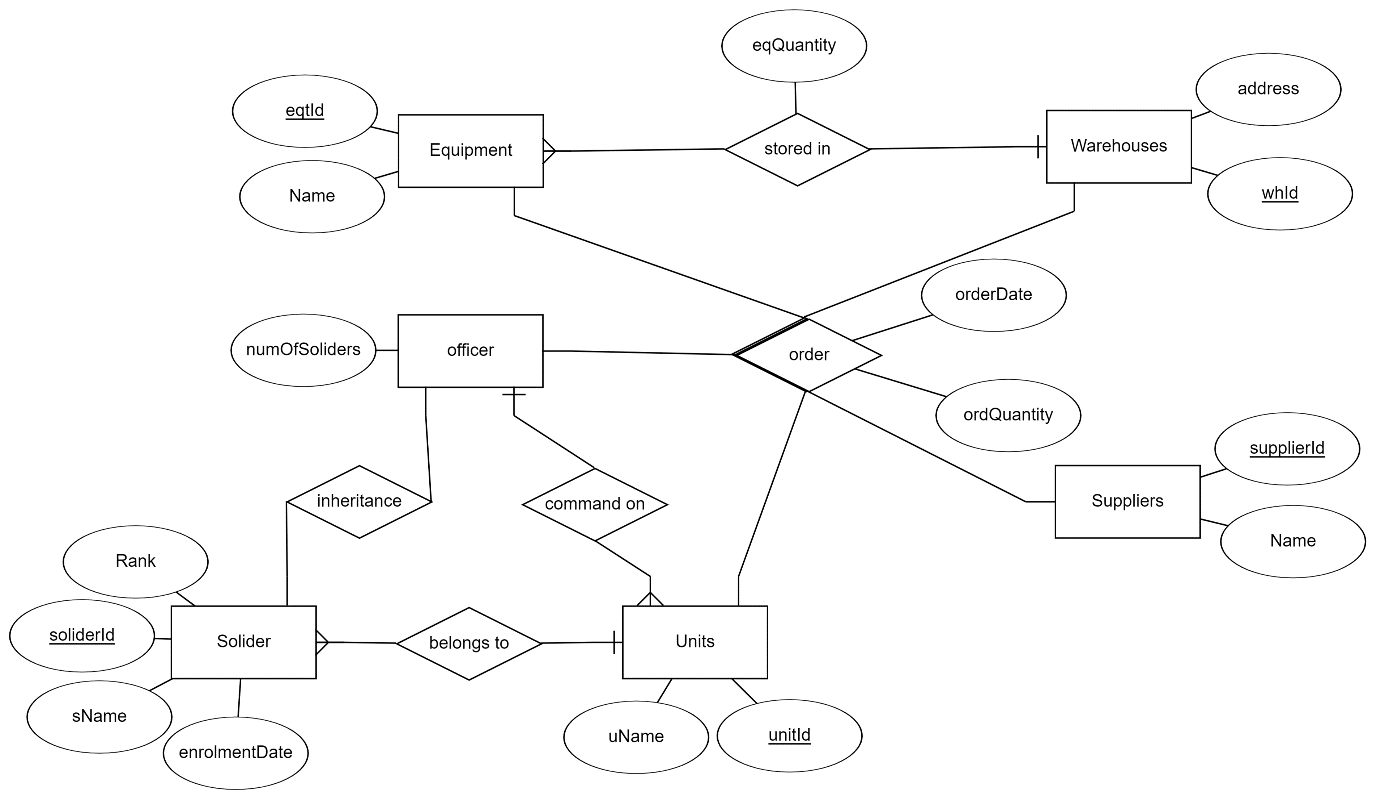 eqQuantity
address
eqtId
Equipment
stored in
Warehouses
Name
whId
orderDate
numOfSoliders
officer
order
ordQuantity
supplierId
inheritance
command on
Suppliers
Name
Rank
soliderId
Solider
belongs to
Units
sName
enrolmentDate
uName
unitId